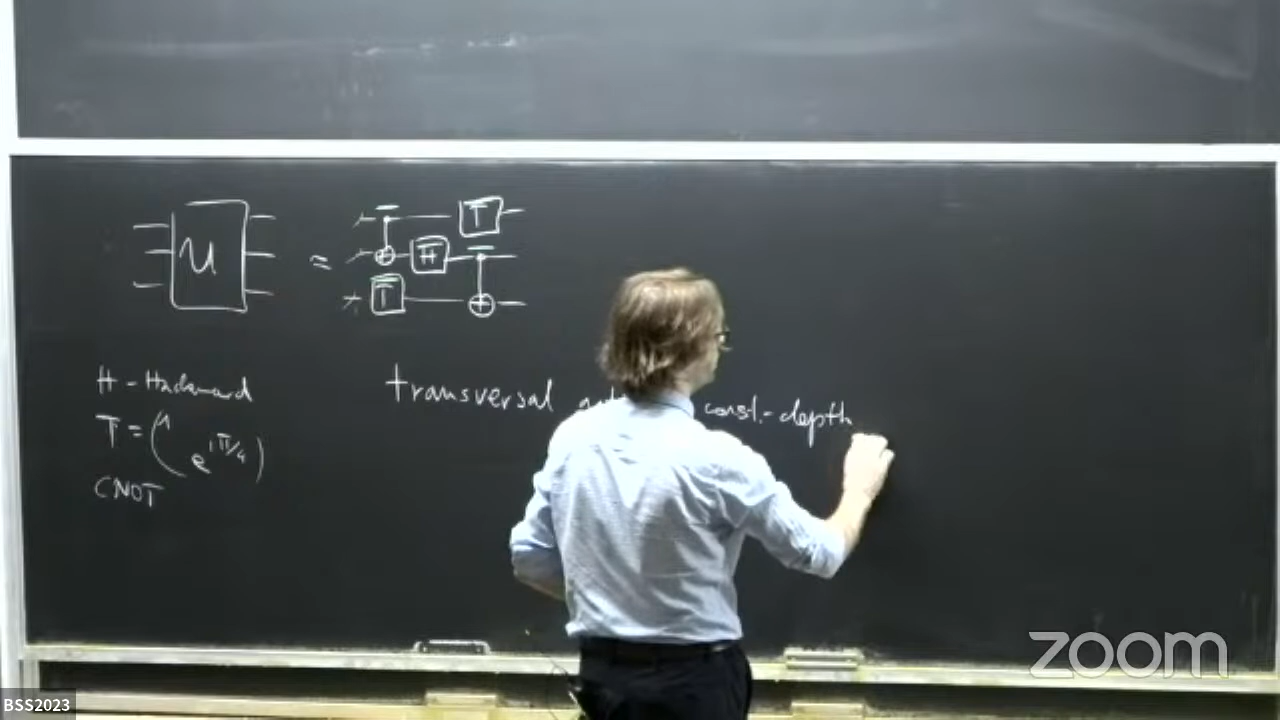 U ≈ T
H
T
H - Hadamard
T = (1 e^iπ/4)
CNOT
transversal const.-depth
BSS2023
zoom